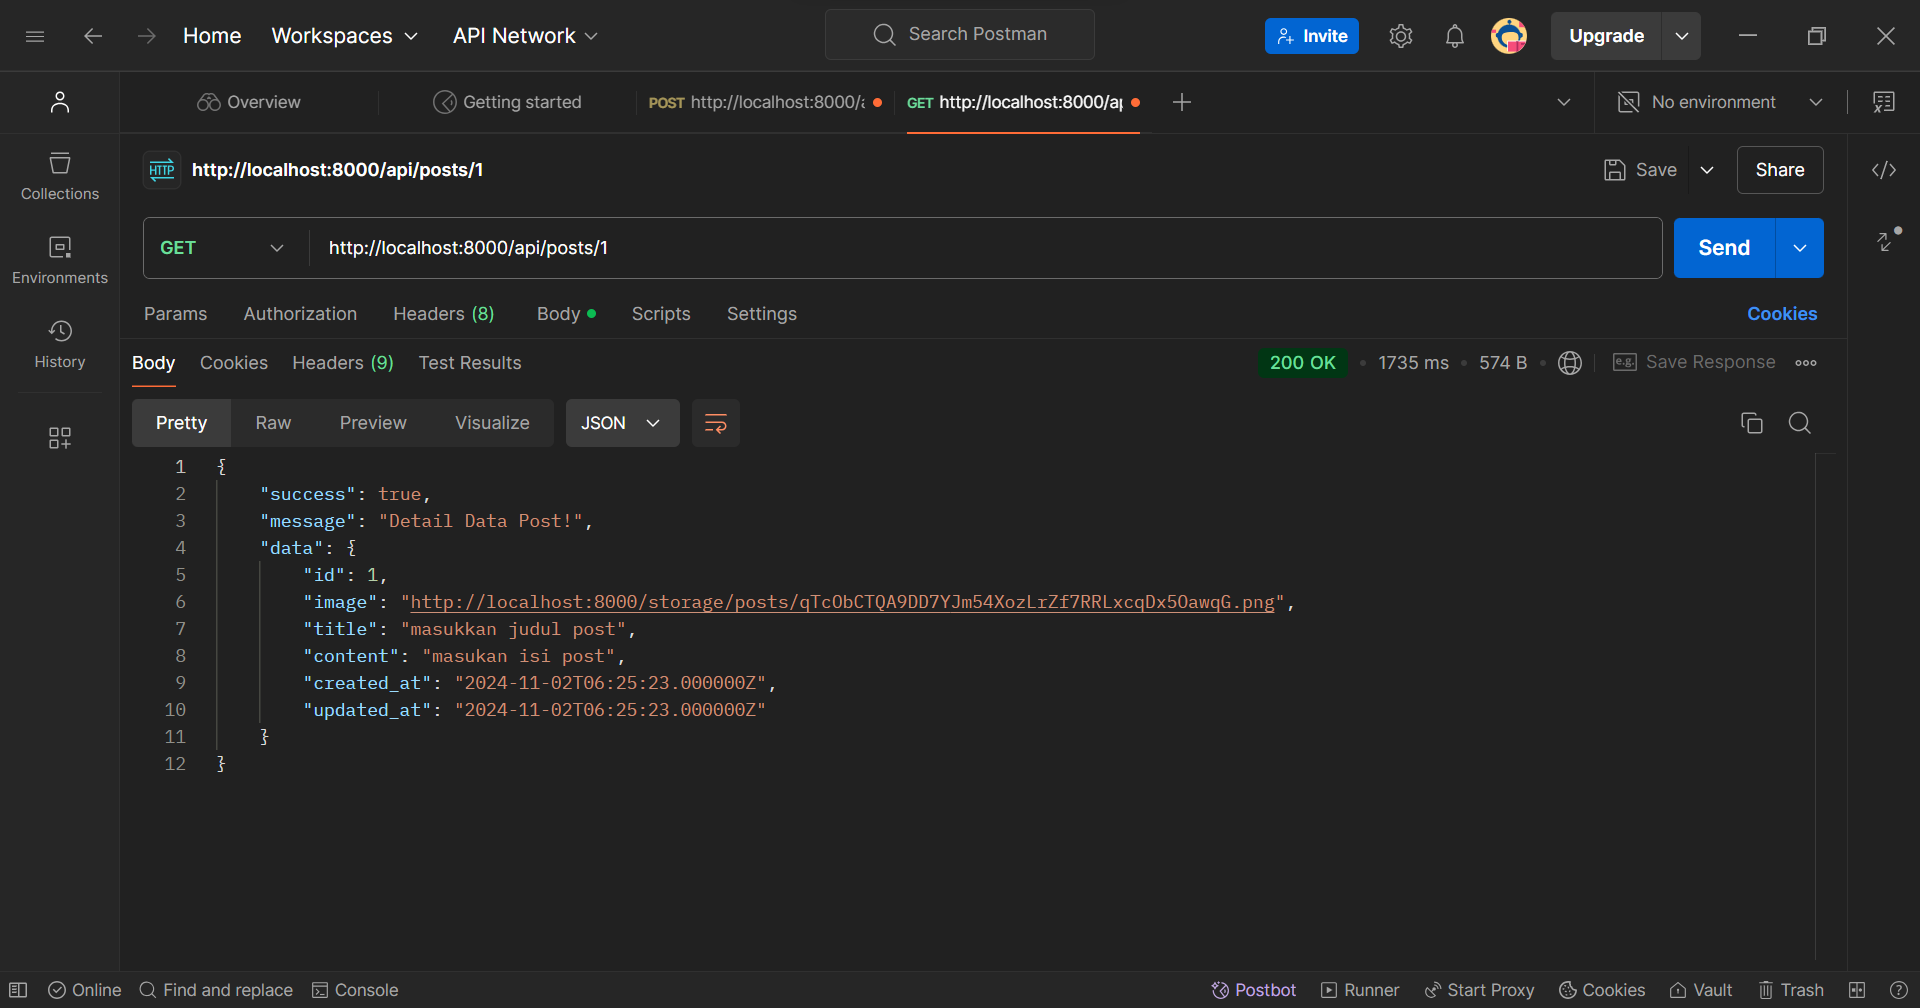 Home Workspaces API Network Search Postman Invite Upgrade
Overview Getting started POST http://localhost:8000/a GET http://localhost:8000/ap No environment
HTTP http://localhost:8000/api/posts/1 Save Share
Collections
GET http://localhost:8000/api/posts/1 Send
Environments
Params Authorization Headers (8) Body Scripts Settings Cookies
History
Body Cookies Headers (9) Test Results 200 OK 1735 ms 574 B e.g. Save Response
Pretty Raw Preview Visualize JSON
1 {
2 "success": true,
3 "message": "Detail Data Post!",
4 "data": {
5 "id": 1,
6 "image": "http://localhost:8000/storage/posts/qTcObCTQA9DD7YJm54XozLrZf7RRLxcqDx5OawqG.png",
7 "title": "masukkan judul post",
8 "content": "masukan isi post",
9 "created_at": "2024-11-02T06:25:23.000000Z",
10 "updated_at": "2024-11-02T06:25:23.000000Z"
11 }
12 }
Online Find and replace Console Postbot Runner Start Proxy Cookies Vault Trash